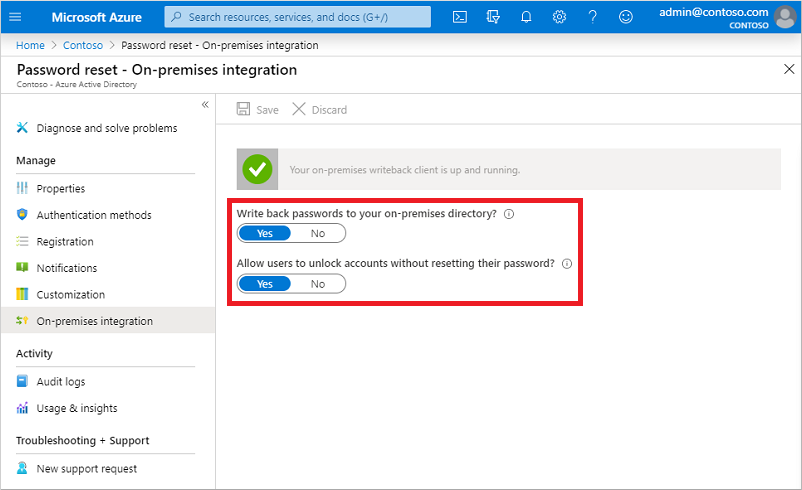 Microsoft Azure
Search resources, services, and docs (G+/)
admin@contoso.com
CONTOSO
Home > Contoso > Password reset - On-premises integration
Password reset - On-premises integration
Contoso - Azure Active Directory
Diagnose and solve problems
Manage
Properties
Authentication methods
Registration
Notifications
Customization
On-premises integration
Activity
Audit logs
Usage & insights
Troubleshooting + Support
New support request
Save Discard
Your on-premises writeback client is up and running.
Write back passwords to your on-premises directory?
Yes No
Allow users to unlock accounts without resetting their password?
Yes No